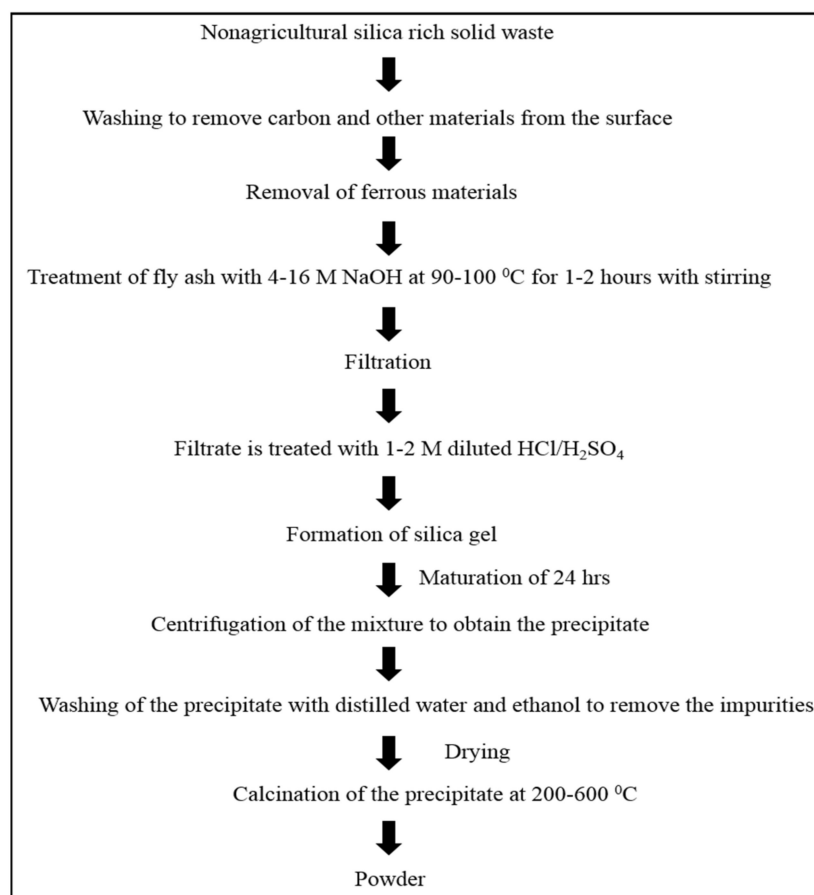 Nonagricultural silica rich solid waste
Washing to remove carbon and other materials from the surface
Removal of ferrous materials
Treatment of fly ash with 4-16 M NaOH at 90-100 ⁰C for 1-2 hours with stirring
Filtration
Filtrate is treated with 1-2 M diluted HCl/H₂SO₄
Formation of silica gel
Maturation of 24 hrs
Centrifugation of the mixture to obtain the precipitate
Washing of the precipitate with distilled water and ethanol to remove the impurities
Drying
Calcination of the precipitate at 200-600 ⁰C
Powder